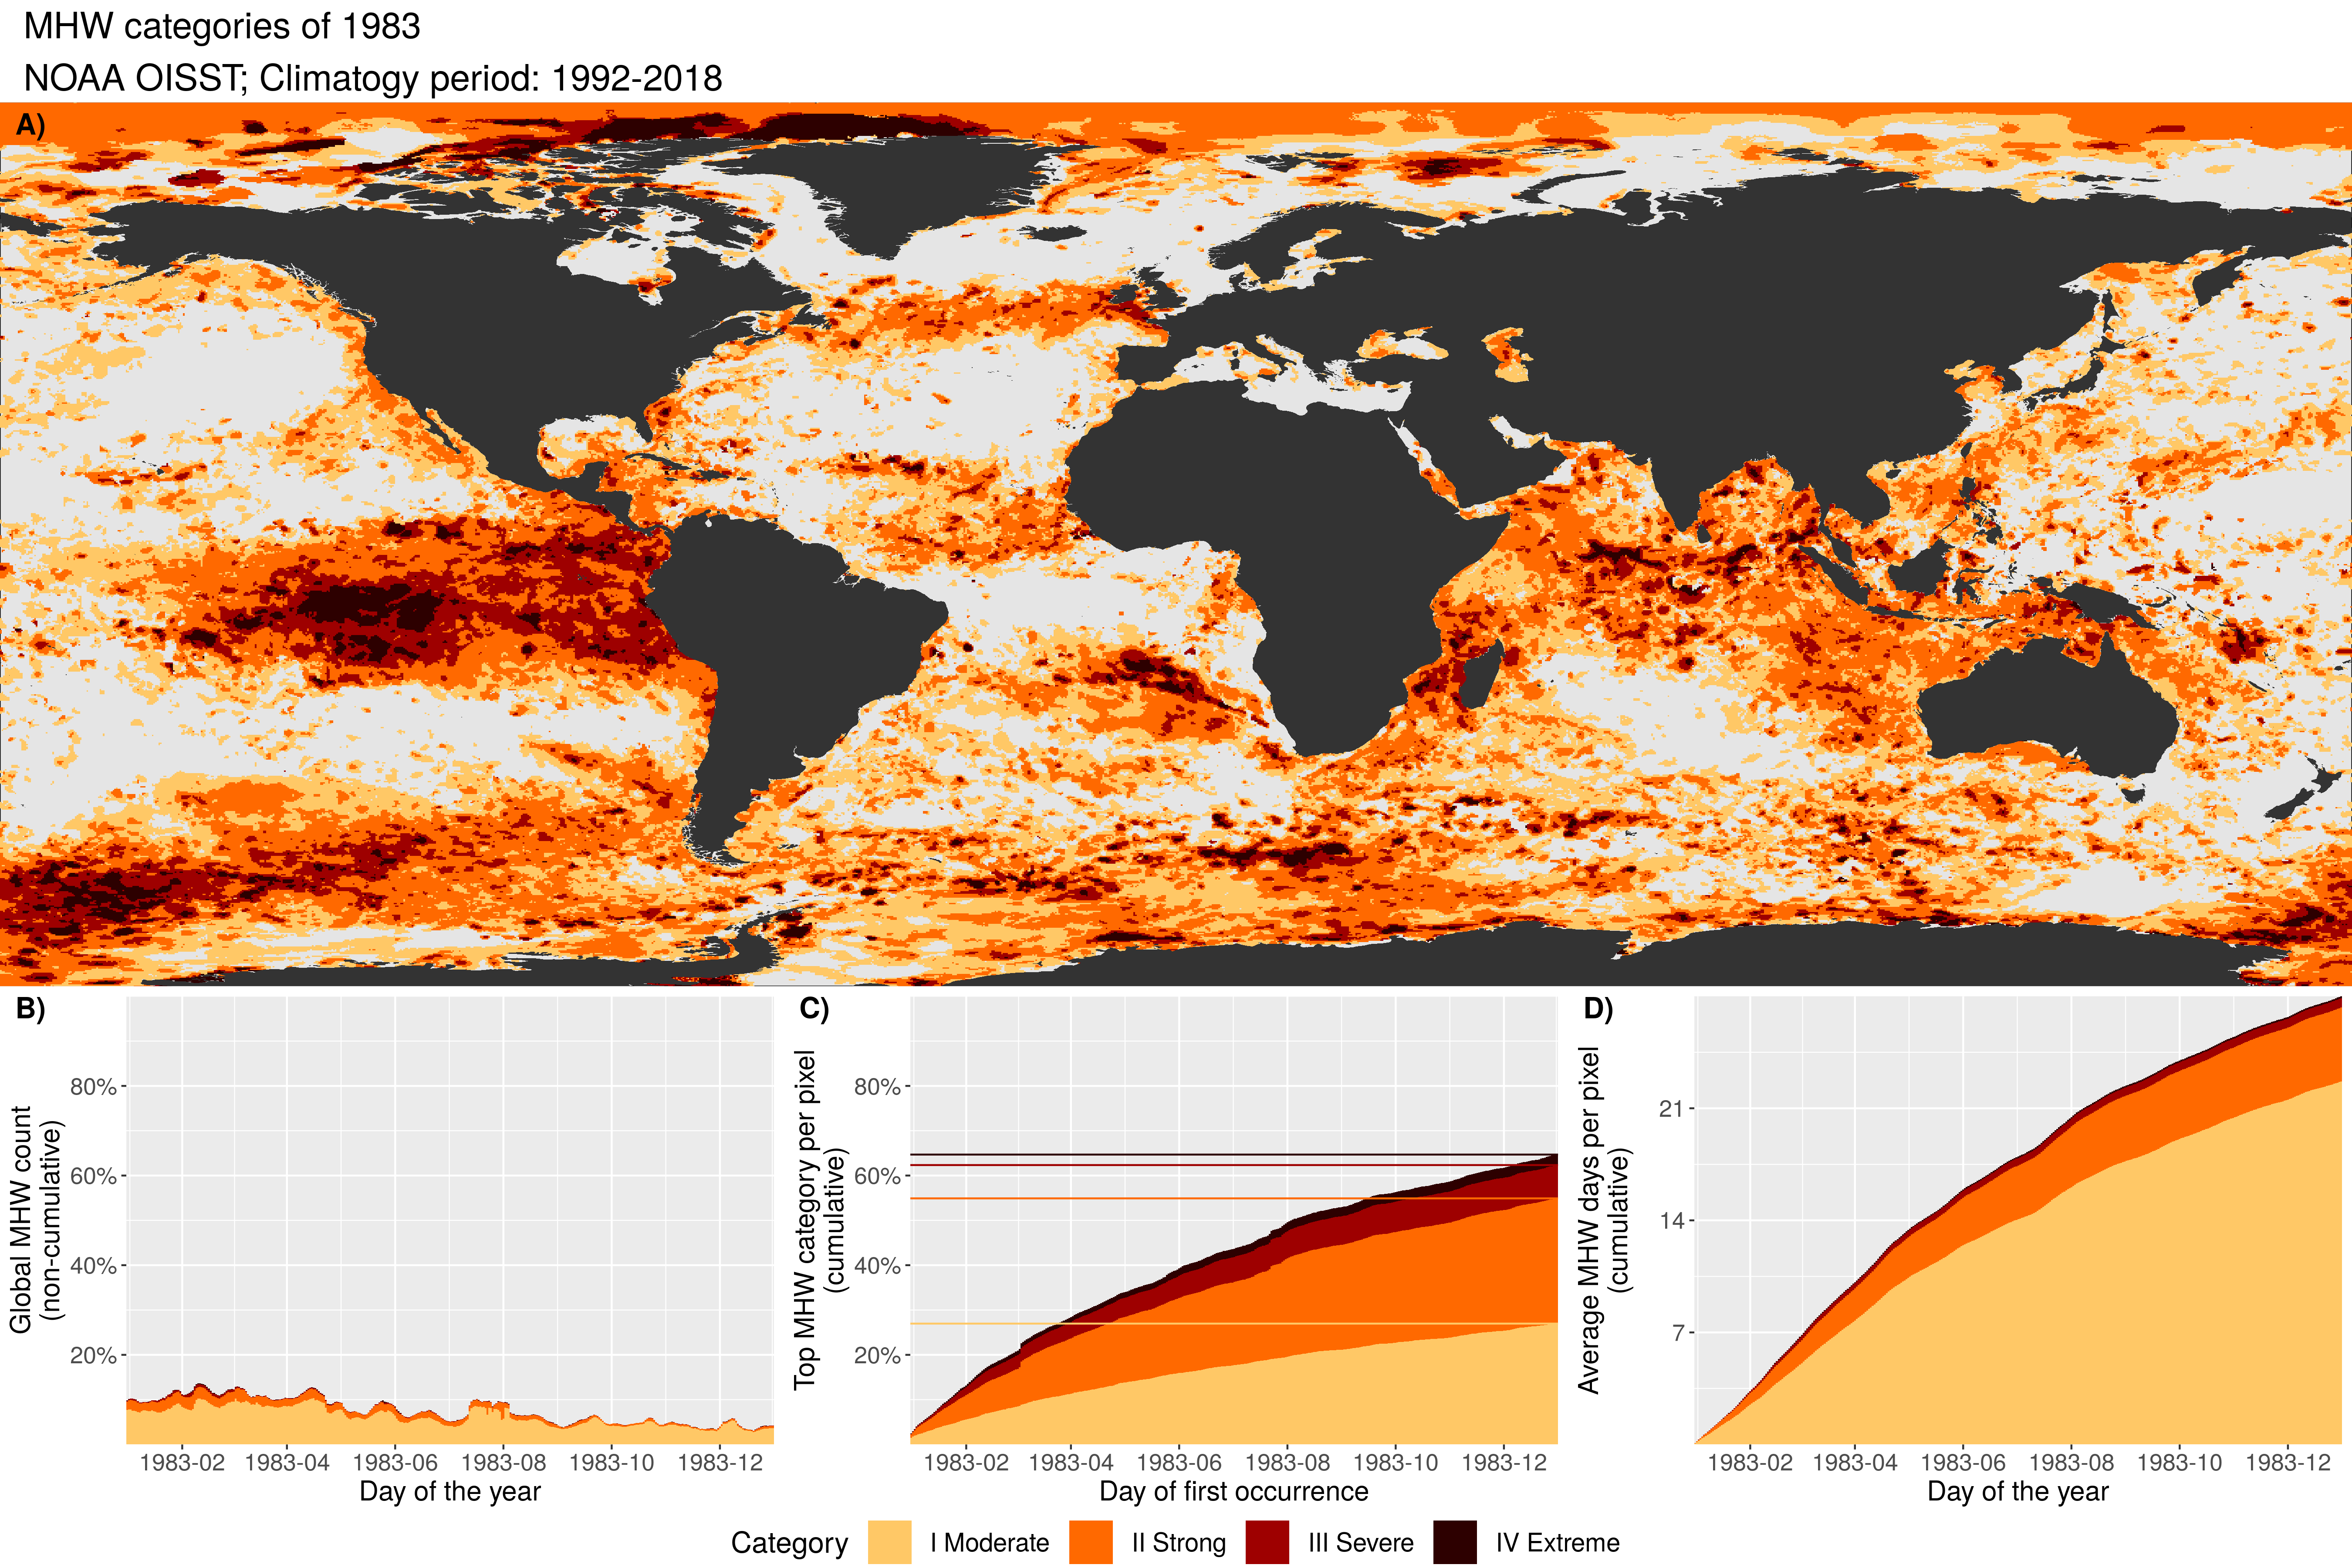 MHW categories of 1983
NOAA OISST; Climatogy period: 1992-2018
A)
B)
Global MHW count
(non-cumulative)
80%
60%
40%
20%
1983-02 1983-04 1983-06 1983-08 1983-10 1983-12
Day of the year
C)
Top MHW category per pixel
(cumulative)
80%
60%
40%
20%
1983-02 1983-04 1983-06 1983-08 1983-10 1983-12
Day of first occurrence
D)
Average MHW days per pixel
(cumulative)
21
14
7
1983-02 1983-04 1983-06 1983-08 1983-10 1983-12
Day of the year
Category I Moderate II Strong III Severe IV Extreme